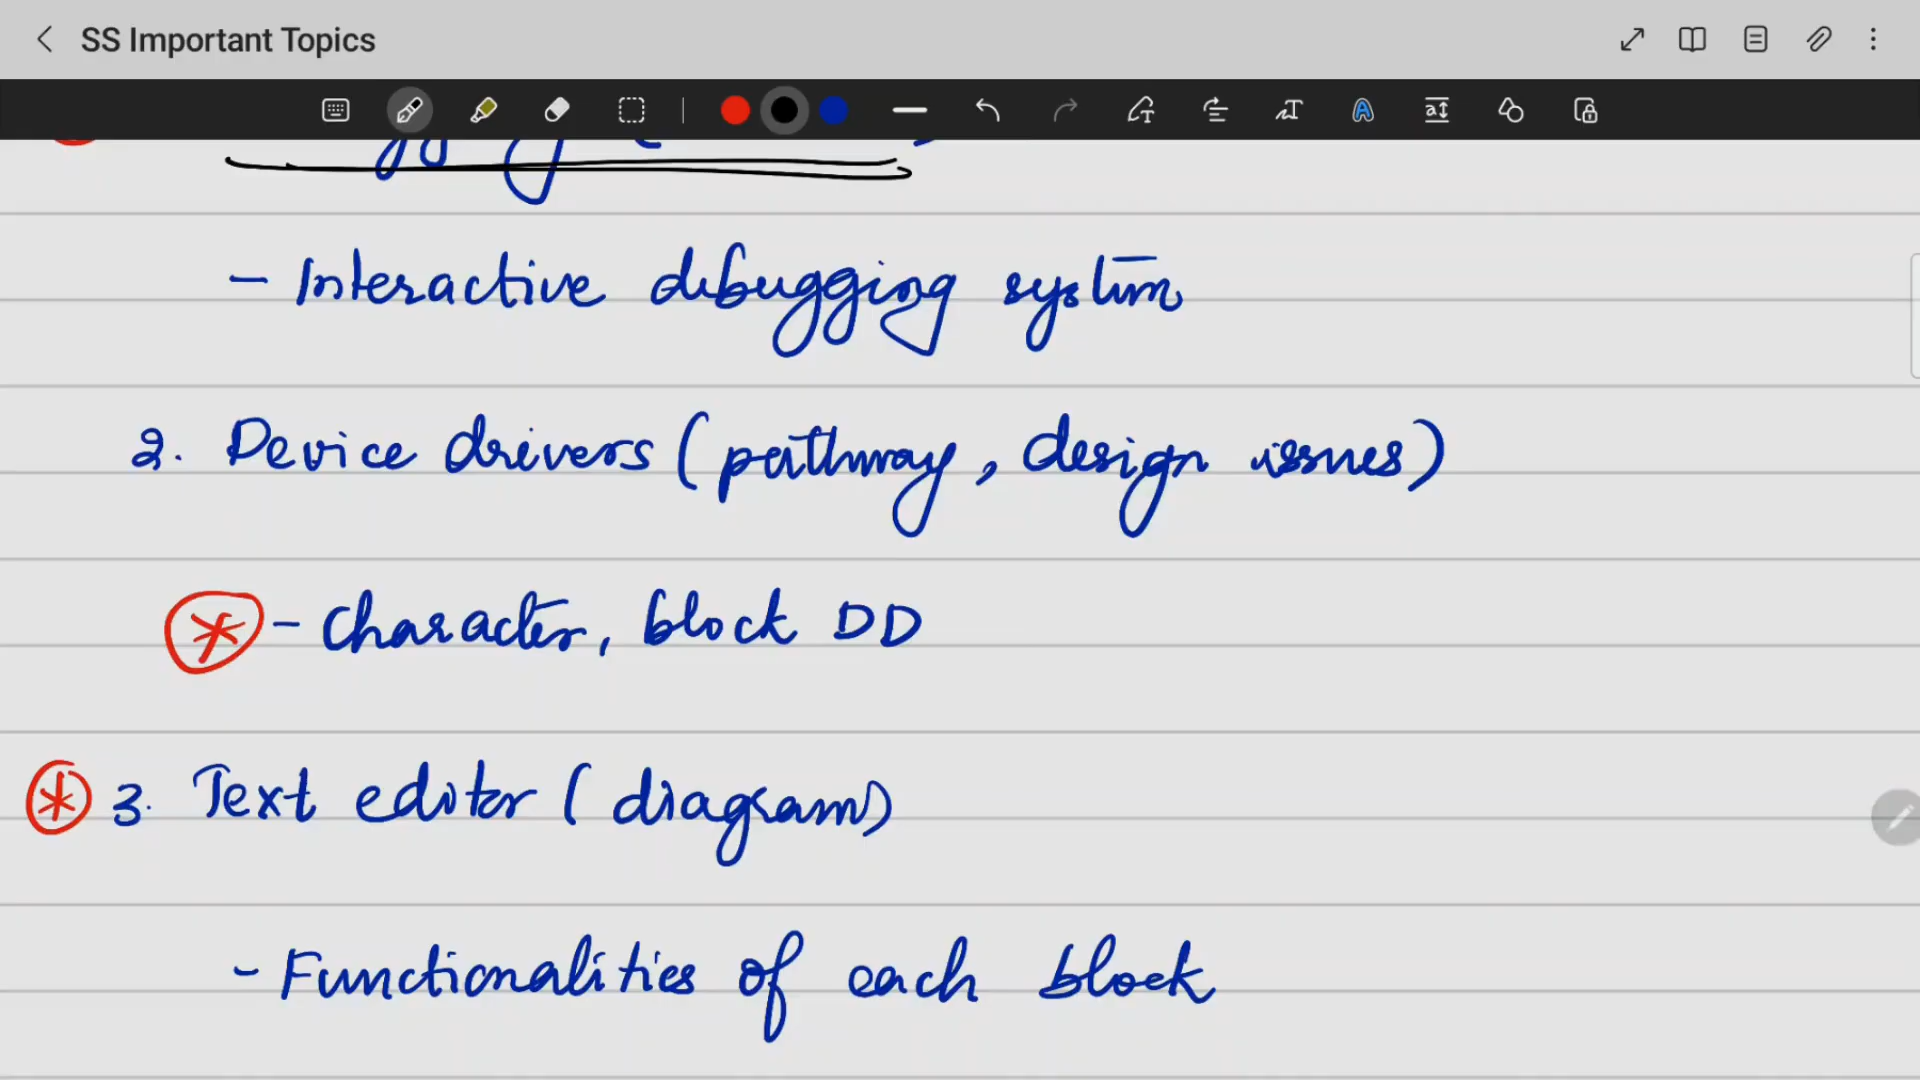 SS Important Topics
- Interactive debugging system
2. Device drivers (pathway, design issues)
* - Character, block DD
* 3. Text editor (diagram)
- Functionalities of each block